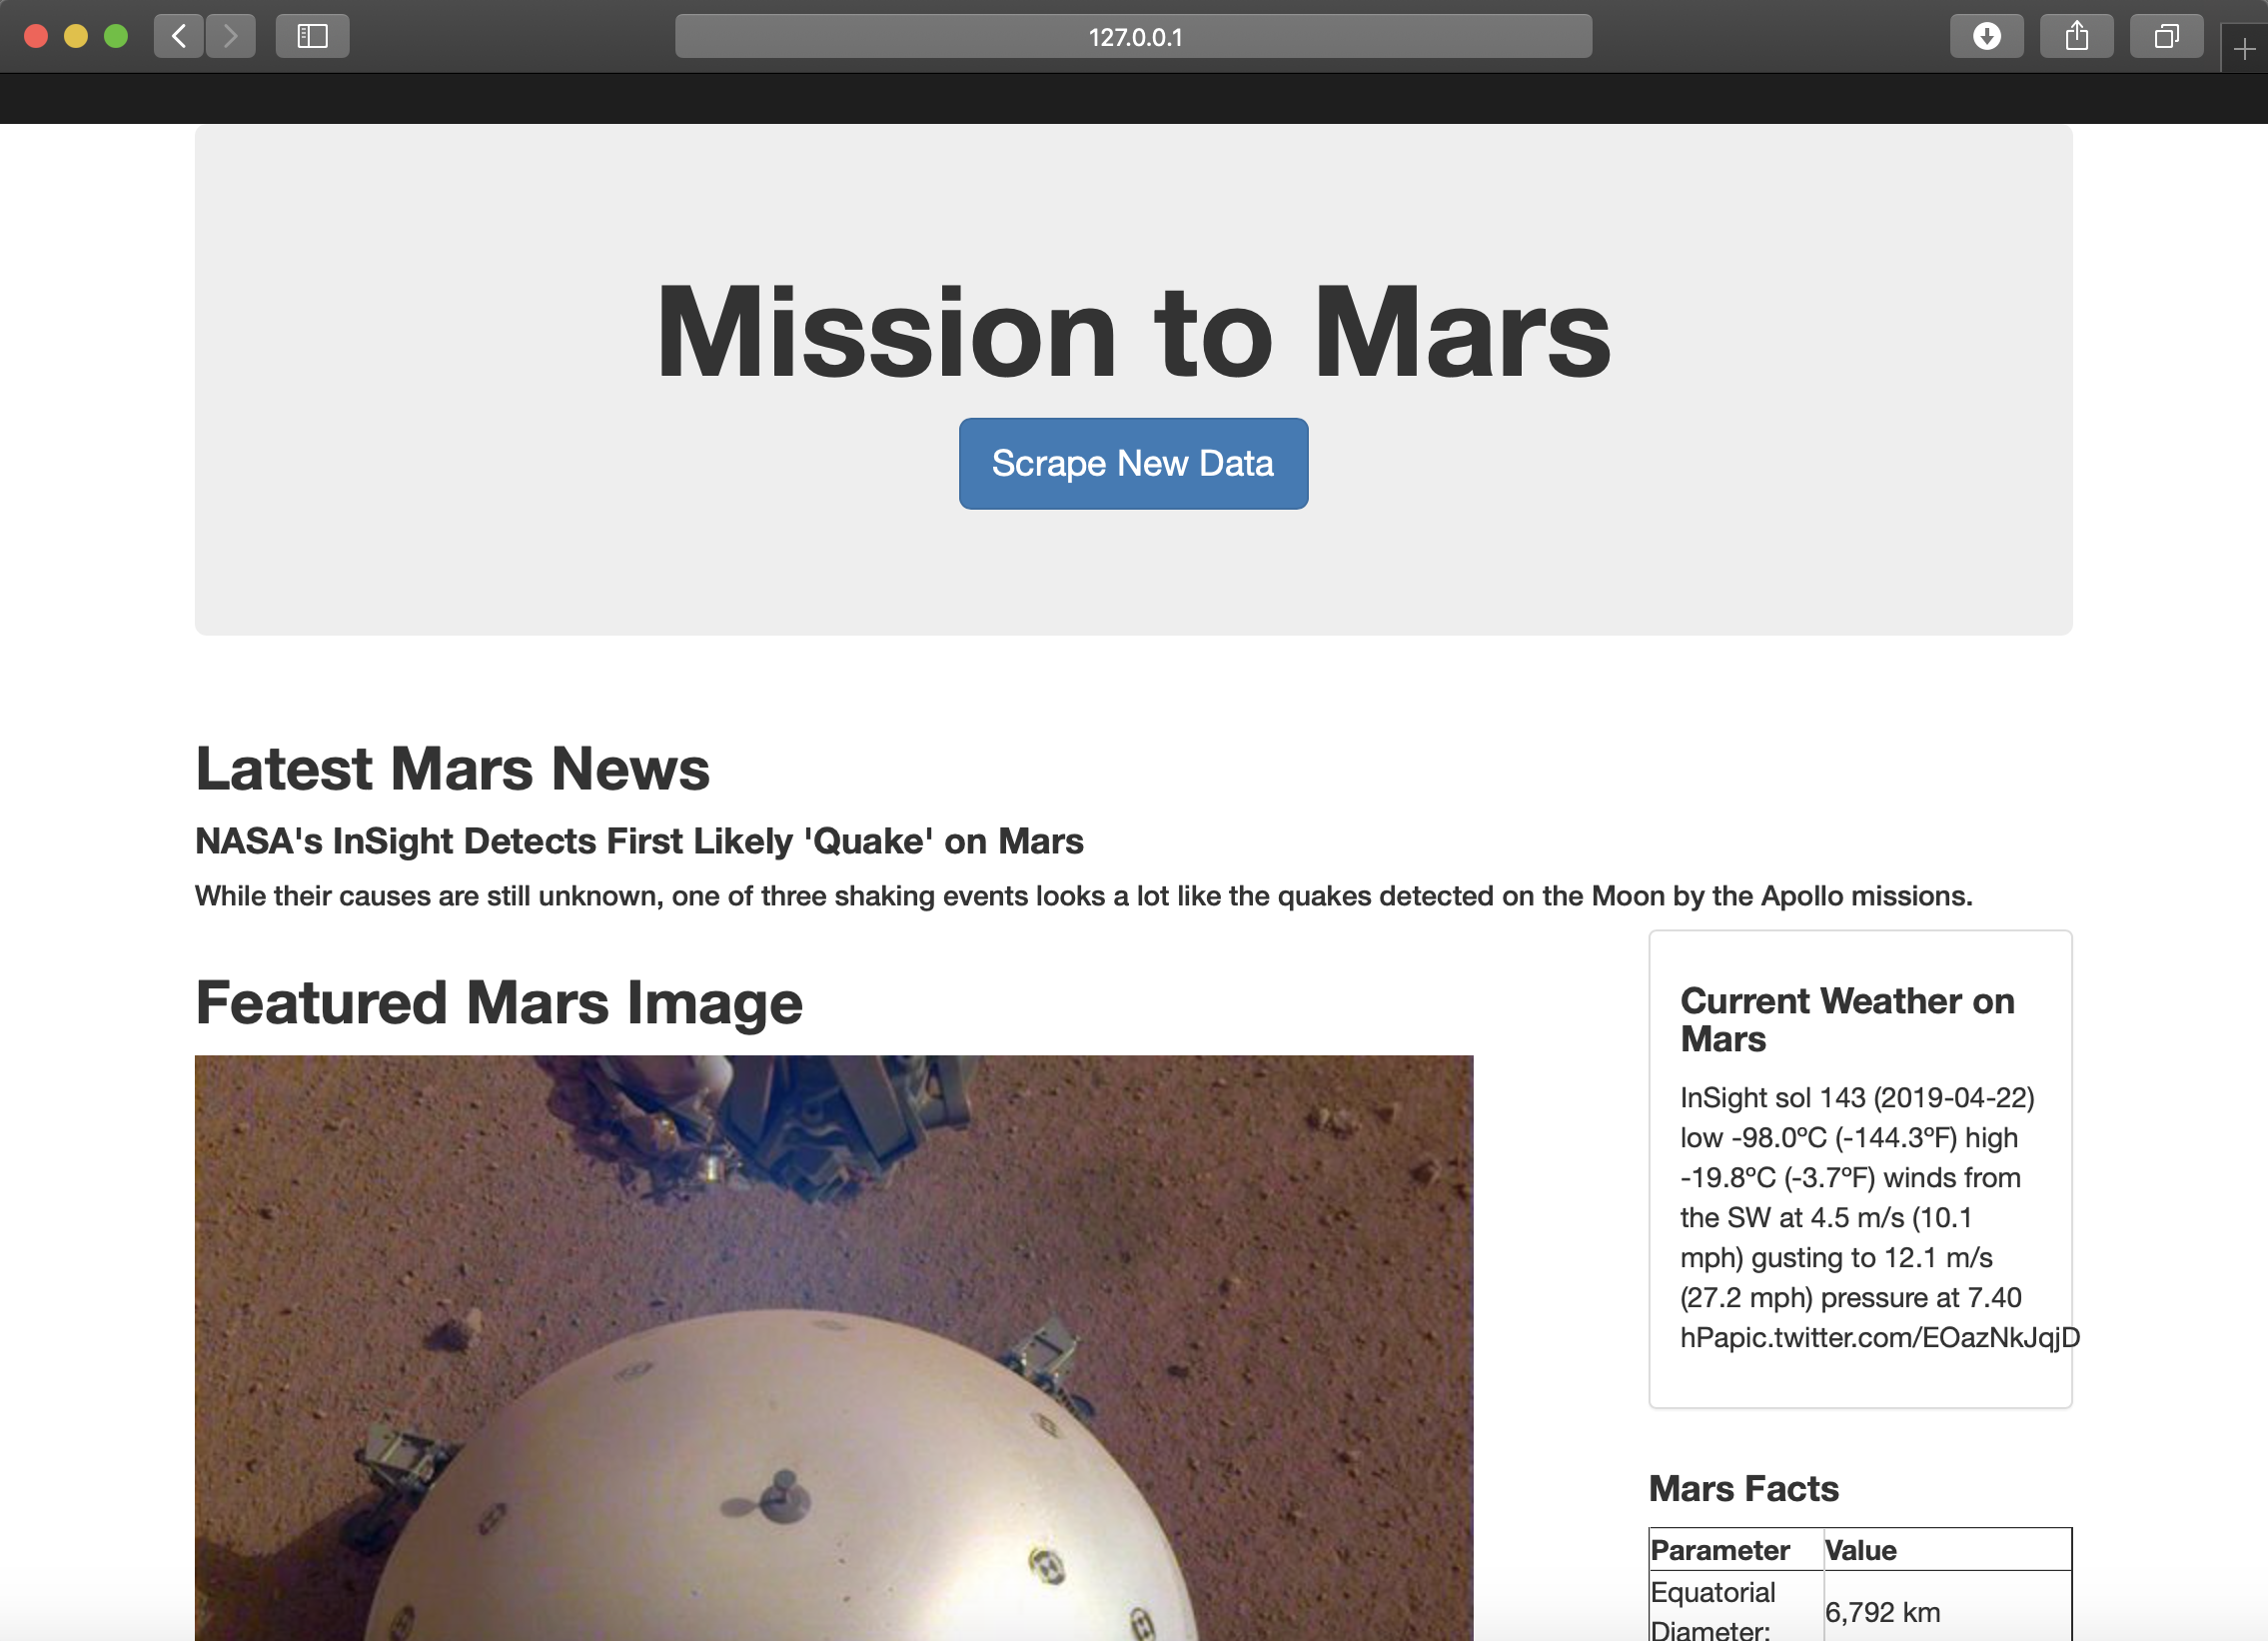 127.0.0.1
Mission to Mars
Scrape New Data
Latest Mars News
NASA's InSight Detects First Likely 'Quake' on Mars
While their causes are still unknown, one of three shaking events looks a lot like the quakes detected on the Moon by the Apollo missions.
Featured Mars Image
Current Weather on
Mars
InSight sol 143 (2019-04-22)
low -98.0ºC (-144.3ºF) high
-19.8ºC (-3.7ºF) winds from
the SW at 4.5 m/s (10.1
mph) gusting to 12.1 m/s
(27.2 mph) pressure at 7.40
hPapic.twitter.com/EOazNkJqjD
Mars Facts
Parameter Value
Equatorial
Diameter: 6,792 km